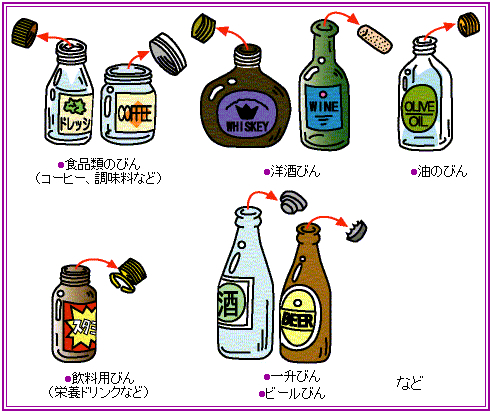 ドレッシ
COFFEE
WHISKEY
WINE
OLIVE
OIL
●食品類のびん
（コーヒー、調味料など）
●洋酒びん
●油のびん
スタミ
酒
BEER
●飲料用びん
（栄養ドリンクなど）
●一升びん
●ビールびん
など